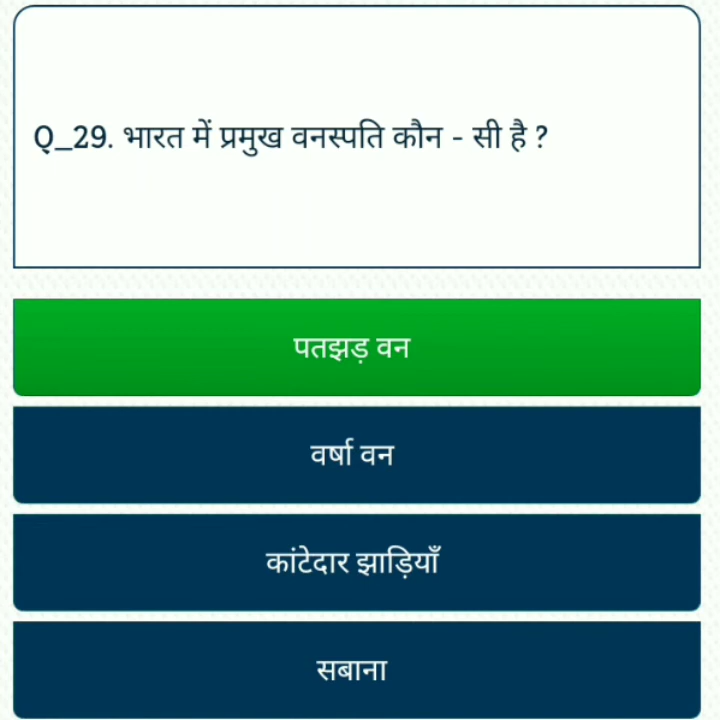 Q_29. भारत में प्रमुख वनस्पति कौन - सी है ?
पतझड़ वन
वर्षा वन
कांटेदार झाड़ियाँ
सबाना